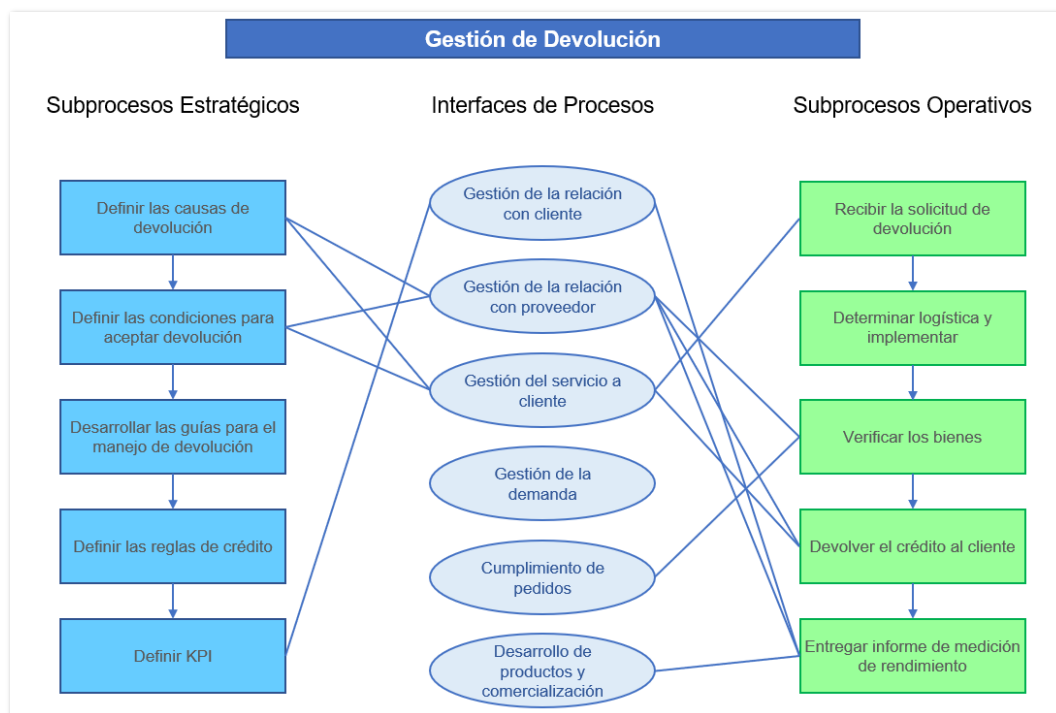 Gestión de Devolución
Subprocesos Estratégicos
Interfaces de Procesos
Subprocesos Operativos
Definir las causas de
devolución
Definir las condiciones para
aceptar devolución
Desarrollar las guías para el
manejo de devolución
Definir las reglas de crédito
Definir KPI
Gestión de la relación
con cliente
Gestión de la relación
con proveedor
Gestión del servicio a
cliente
Gestión de la
demanda
Cumplimiento de
pedidos
Desarrollo de
productos y
comercialización
Recibir la solicitud de
devolución
Determinar logística y
implementar
Verificar los bienes
Devolver el crédito al cliente
Entregar informe de medición
de rendimiento